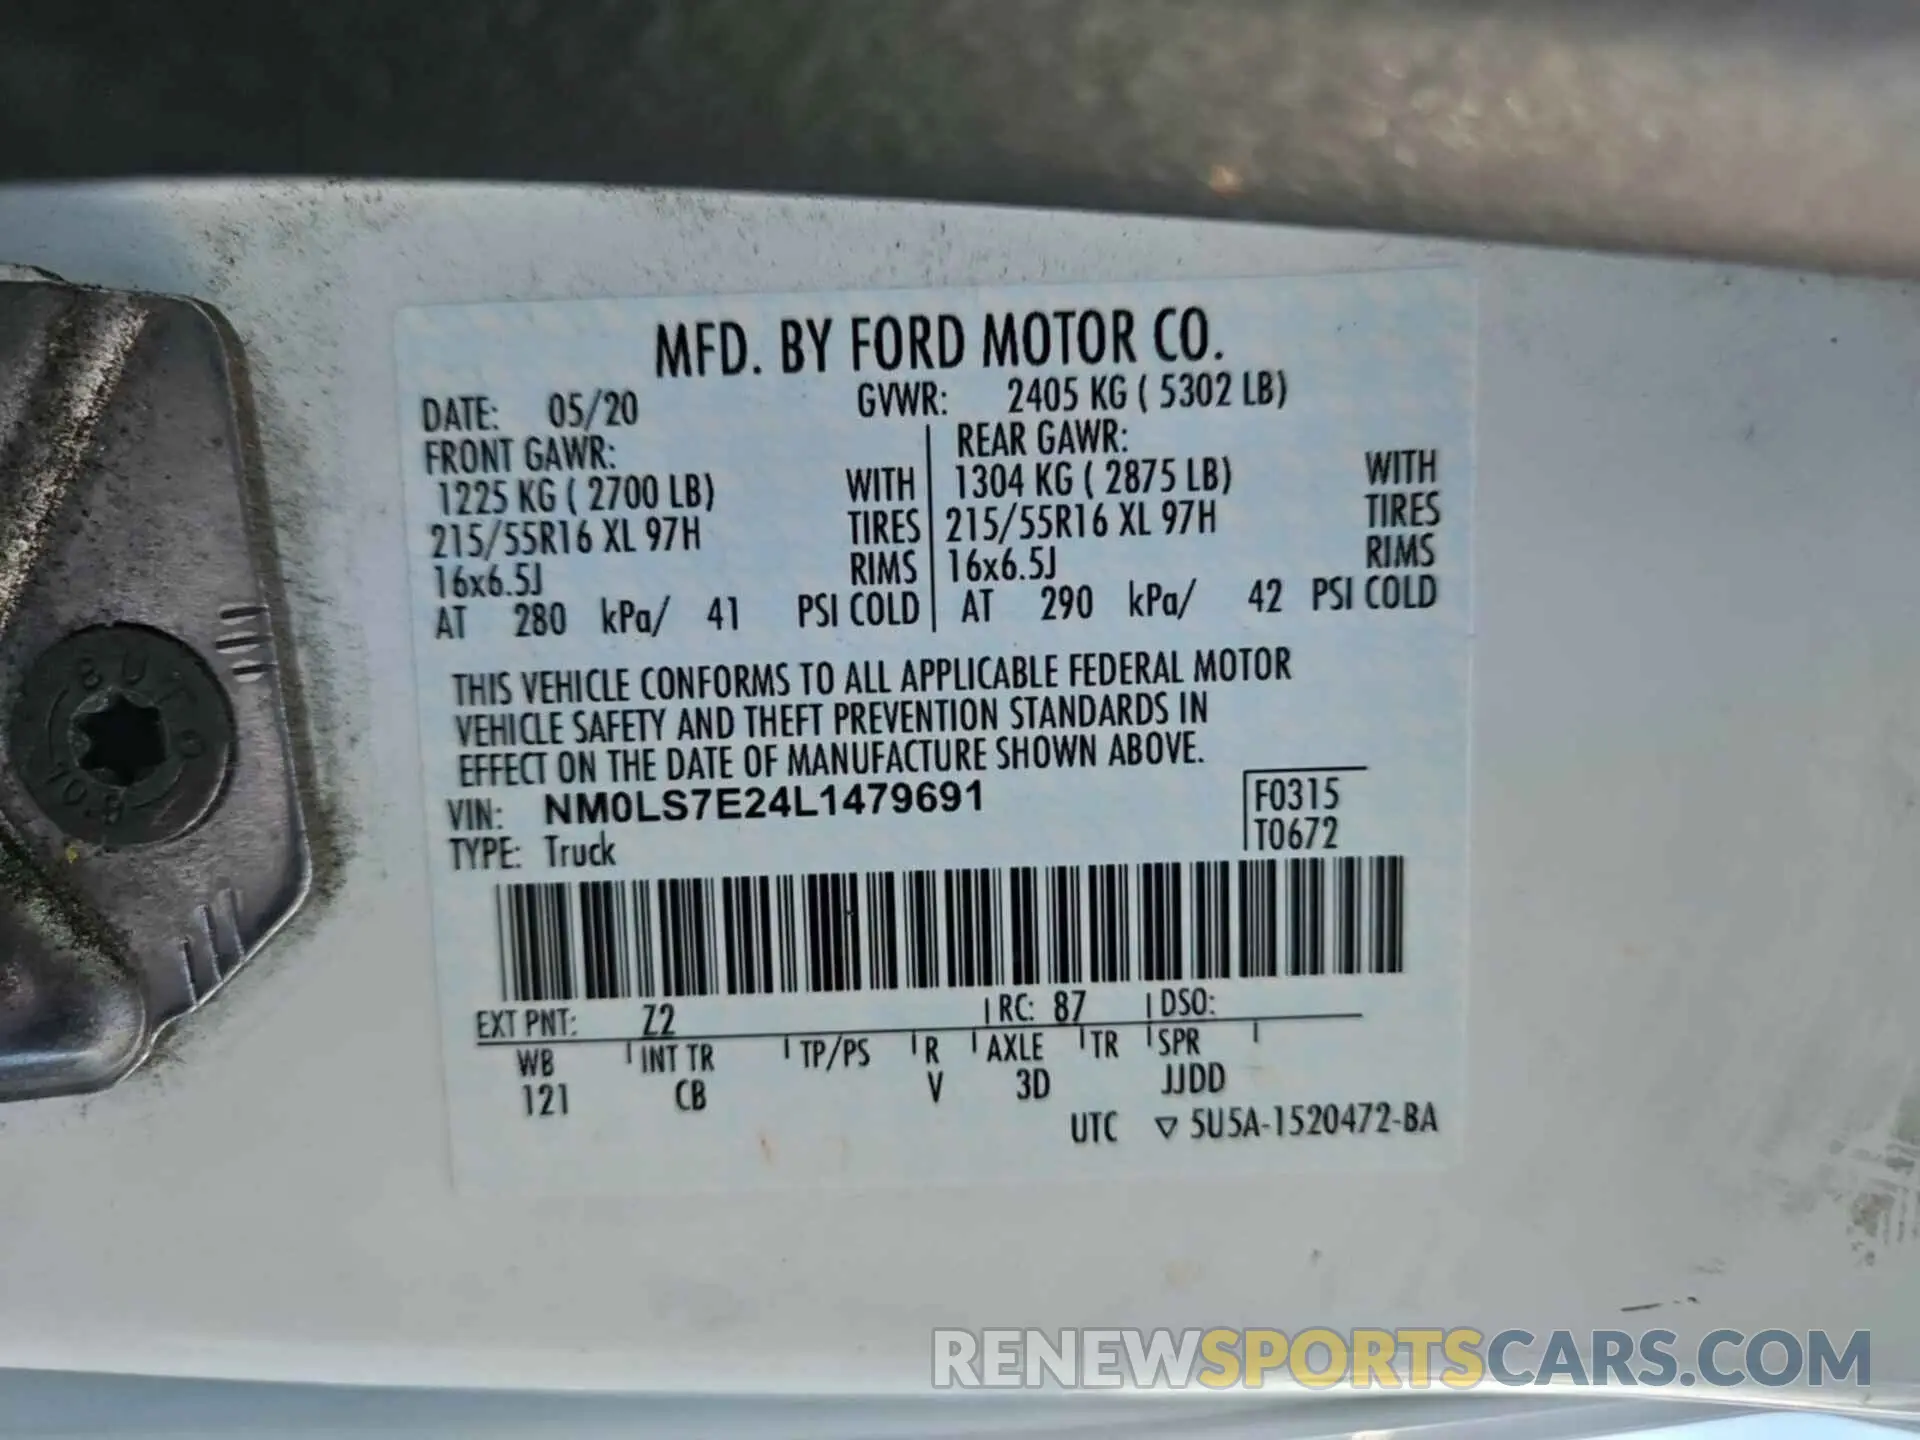 MFD. BY FORD MOTOR CO.
DATE: 05/20 GVWR: 2405 KG ( 5302 LB)
FRONT GAWR: REAR GAWR:
1225 KG ( 2700 LB) WITH 1304 KG ( 2875 LB) WITH
215/55R16 XL 97H TIRES 215/55R16 XL 97H TIRES
16x6.5J RIMS 16x6.5J RIMS
AT 280 kPa/ 41 PSI COLD AT 290 kPa/ 42 PSI COLD
THIS VEHICLE CONFORMS TO ALL APPLICABLE FEDERAL MOTOR
VEHICLE SAFETY AND THEFT PREVENTION STANDARDS IN
EFFECT ON THE DATE OF MANUFACTURE SHOWN ABOVE.
VIN: NM0LS7E24L1479691 F0315
TYPE: Truck T0672
EXT PNT: Z2 RC: 87 DSO:
WB INT TR TP/PS R AXLE TR SPR
121 CB V 3D JJDD
UTC ▽ 5U5A-1520472-BA
10.9
RENEWSPORTSCARS.COM